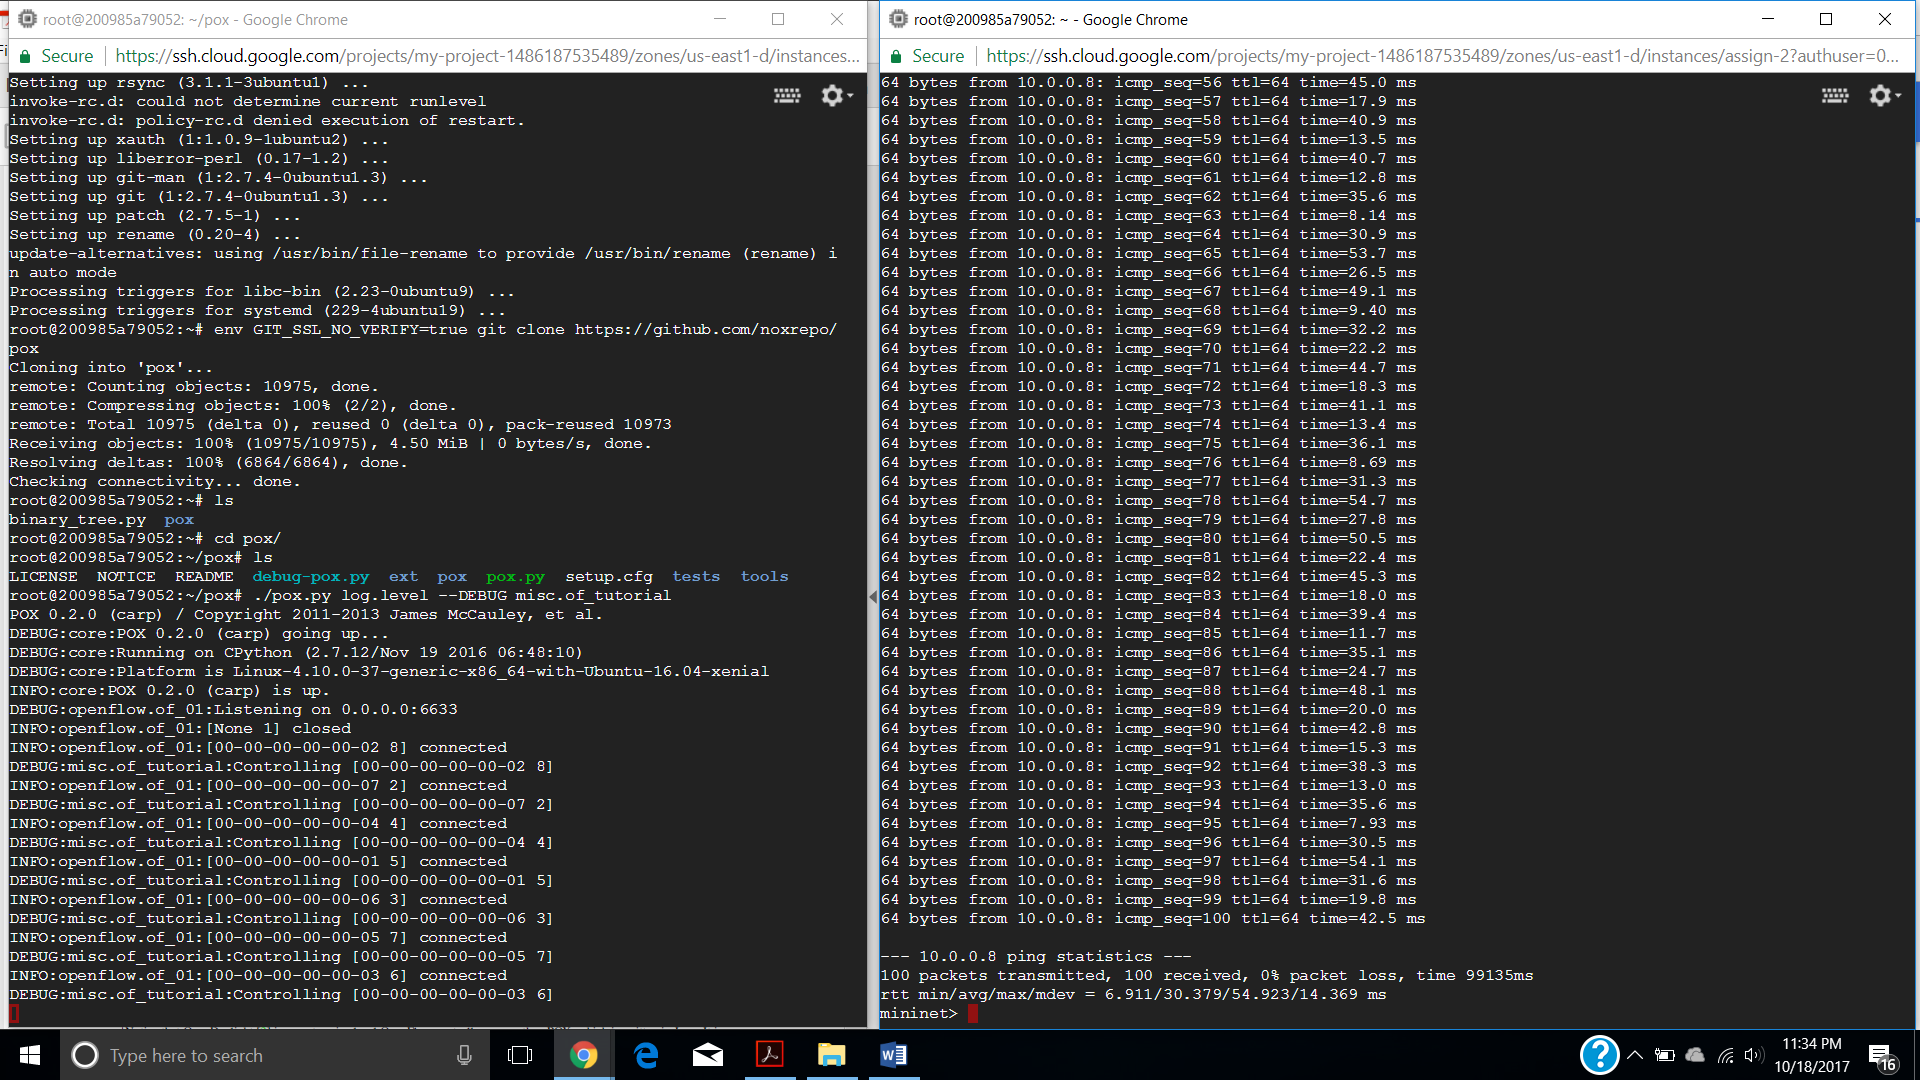 root@200985a79052: ~/pox - Google Chrome
Secure
https://ssh.cloud.google.com/projects/my-project-1486187535489/zones/us-east1-d/instances...
Setting up rsync (3.1.1-3ubuntu1) ...
invoke-rc.d: could not determine current runlevel
invoke-rc.d: policy-rc.d denied execution of restart.
Setting up xauth (1:1.0.9-1ubuntu2) ...
Setting up liberror-perl (0.17-1.2) ...
Setting up git-man (1:2.7.4-0ubuntu1.3) ...
Setting up git (1:2.7.4-0ubuntu1.3) ...
Setting up patch (2.7.5-1) ...
Setting up rename (0.20-4) ...
update-alternatives: using /usr/bin/file-rename to provide /usr/bin/rename (rename) i
n auto mode
Processing triggers for libc-bin (2.23-0ubuntu9) ...
Processing triggers for systemd (229-4ubuntu19) ...
root@200985a79052:~# env GIT_SSL_NO_VERIFY=true git clone https://github.com/noxrepo/
pox
Cloning into 'pox'...
remote: Counting objects: 10975, done.
remote: Compressing objects: 100% (2/2), done.
remote: Total 10975 (delta 0), reused 0 (delta 0), pack-reused 10973
Receiving objects: 100% (10975/10975), 4.50 MiB | 0 bytes/s, done.
Resolving deltas: 100% (6864/6864), done.
Checking connectivity... done.
root@200985a79052:~# ls
binary_tree.py pox
root@200985a79052:~# cd pox/
root@200985a79052:~/pox# ls
LICENSE NOTICE README debug-pox.py ext pox pox.py setup.cfg tests tools
root@200985a79052:~/pox# ./pox.py log.level --DEBUG misc.of_tutorial
POX 0.2.0 (carp) / Copyright 2011-2013 James McCauley, et al.
DEBUG:core:POX 0.2.0 (carp) going up...
DEBUG:core:Running on CPython (2.7.12/Nov 19 2016 06:48:10)
DEBUG:core:Platform is Linux-4.10.0-37-generic-x86_64-with-Ubuntu-16.04-xenial
INFO:core:POX 0.2.0 (carp) is up.
DEBUG:openflow.of_01:Listening on 0.0.0.0:6633
INFO:openflow.of_01:[None 1] closed
INFO:openflow.of_01:[00-00-00-00-00-02 8] connected
DEBUG:misc.of_tutorial:Controlling [00-00-00-00-00-02 8]
INFO:openflow.of_01:[00-00-00-00-00-07 2] connected
DEBUG:misc.of_tutorial:Controlling [00-00-00-00-00-07 2]
INFO:openflow.of_01:[00-00-00-00-00-04 4] connected
DEBUG:misc.of_tutorial:Controlling [00-00-00-00-00-04 4]
INFO:openflow.of_01:[00-00-00-00-00-01 5] connected
DEBUG:misc.of_tutorial:Controlling [00-00-00-00-00-01 5]
INFO:openflow.of_01:[00-00-00-00-00-06 3] connected
DEBUG:misc.of_tutorial:Controlling [00-00-00-00-00-06 3]
INFO:openflow.of_01:[00-00-00-00-00-05 7] connected
DEBUG:misc.of_tutorial:Controlling [00-00-00-00-00-05 7]
INFO:openflow.of_01:[00-00-00-00-00-03 6] connected
DEBUG:misc.of_tutorial:Controlling [00-00-00-00-00-03 6]
root@200985a79052: ~ - Google Chrome
Secure
https://ssh.cloud.google.com/projects/my-project-1486187535489/zones/us-east1-d/instances/assign-2?authuser=0...
64 bytes from 10.0.0.8: icmp_seq=56 ttl=64 time=45.0 ms
64 bytes from 10.0.0.8: icmp_seq=57 ttl=64 time=17.9 ms
64 bytes from 10.0.0.8: icmp_seq=58 ttl=64 time=40.9 ms
64 bytes from 10.0.0.8: icmp_seq=59 ttl=64 time=13.5 ms
64 bytes from 10.0.0.8: icmp_seq=60 ttl=64 time=40.7 ms
64 bytes from 10.0.0.8: icmp_seq=61 ttl=64 time=12.8 ms
64 bytes from 10.0.0.8: icmp_seq=62 ttl=64 time=35.6 ms
64 bytes from 10.0.0.8: icmp_seq=63 ttl=64 time=8.14 ms
64 bytes from 10.0.0.8: icmp_seq=64 ttl=64 time=30.9 ms
64 bytes from 10.0.0.8: icmp_seq=65 ttl=64 time=53.7 ms
64 bytes from 10.0.0.8: icmp_seq=66 ttl=64 time=26.5 ms
64 bytes from 10.0.0.8: icmp_seq=67 ttl=64 time=49.1 ms
64 bytes from 10.0.0.8: icmp_seq=68 ttl=64 time=9.40 ms
64 bytes from 10.0.0.8: icmp_seq=69 ttl=64 time=32.2 ms
64 bytes from 10.0.0.8: icmp_seq=70 ttl=64 time=22.2 ms
64 bytes from 10.0.0.8: icmp_seq=71 ttl=64 time=44.7 ms
64 bytes from 10.0.0.8: icmp_seq=72 ttl=64 time=18.3 ms
64 bytes from 10.0.0.8: icmp_seq=73 ttl=64 time=41.1 ms
64 bytes from 10.0.0.8: icmp_seq=74 ttl=64 time=13.4 ms
64 bytes from 10.0.0.8: icmp_seq=75 ttl=64 time=36.1 ms
64 bytes from 10.0.0.8: icmp_seq=76 ttl=64 time=8.69 ms
64 bytes from 10.0.0.8: icmp_seq=77 ttl=64 time=31.3 ms
64 bytes from 10.0.0.8: icmp_seq=78 ttl=64 time=54.7 ms
64 bytes from 10.0.0.8: icmp_seq=79 ttl=64 time=27.8 ms
64 bytes from 10.0.0.8: icmp_seq=80 ttl=64 time=50.5 ms
64 bytes from 10.0.0.8: icmp_seq=81 ttl=64 time=22.4 ms
64 bytes from 10.0.0.8: icmp_seq=82 ttl=64 time=45.3 ms
64 bytes from 10.0.0.8: icmp_seq=83 ttl=64 time=18.0 ms
64 bytes from 10.0.0.8: icmp_seq=84 ttl=64 time=39.4 ms
64 bytes from 10.0.0.8: icmp_seq=85 ttl=64 time=11.7 ms
64 bytes from 10.0.0.8: icmp_seq=86 ttl=64 time=35.1 ms
64 bytes from 10.0.0.8: icmp_seq=87 ttl=64 time=24.7 ms
64 bytes from 10.0.0.8: icmp_seq=88 ttl=64 time=48.1 ms
64 bytes from 10.0.0.8: icmp_seq=89 ttl=64 time=20.0 ms
64 bytes from 10.0.0.8: icmp_seq=90 ttl=64 time=42.8 ms
64 bytes from 10.0.0.8: icmp_seq=91 ttl=64 time=15.3 ms
64 bytes from 10.0.0.8: icmp_seq=92 ttl=64 time=38.3 ms
64 bytes from 10.0.0.8: icmp_seq=93 ttl=64 time=13.0 ms
64 bytes from 10.0.0.8: icmp_seq=94 ttl=64 time=35.6 ms
64 bytes from 10.0.0.8: icmp_seq=95 ttl=64 time=7.93 ms
64 bytes from 10.0.0.8: icmp_seq=96 ttl=64 time=30.5 ms
64 bytes from 10.0.0.8: icmp_seq=97 ttl=64 time=54.1 ms
64 bytes from 10.0.0.8: icmp_seq=98 ttl=64 time=31.6 ms
64 bytes from 10.0.0.8: icmp_seq=99 ttl=64 time=19.8 ms
64 bytes from 10.0.0.8: icmp_seq=100 ttl=64 time=42.5 ms
--- 10.0.0.8 ping statistics ---
100 packets transmitted, 100 received, 0% packet loss, time 99135ms
rtt min/avg/max/mdev = 6.911/30.379/54.923/14.369 ms
mininet>
Type here to search
11:34 PM
10/18/2017
16